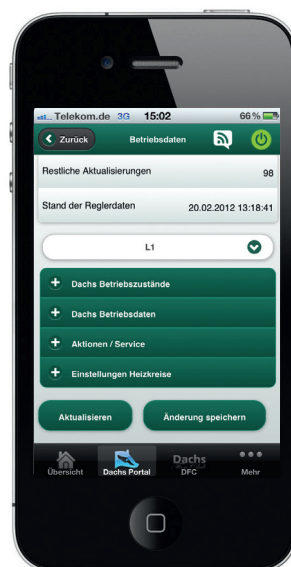 Telekom.de 3G 15:02 66 %
Zurück Betriebsdaten
Restliche Aktualisierungen 98
Stand der Reglerdaten 20.02.2012 13:18:41
L1
Dachs Betriebszustände
Dachs Betriebsdaten
Aktionen / Service
Einstellungen Heizkreise
Aktualisieren Änderung speichern
Dachs
Übersicht Dachs Portal DFC Mehr